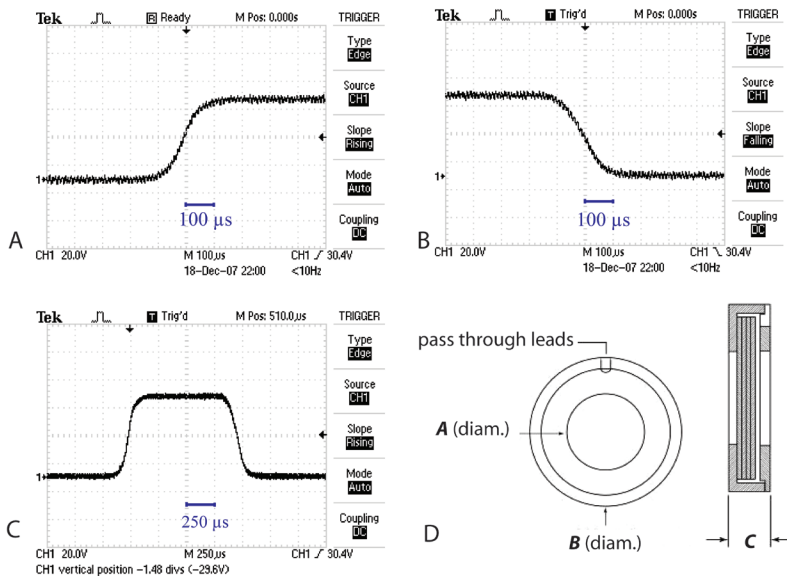 Tek
R Ready
M Pos: 0.000s
TRIGGER
Type
Edge
Source
CH1
Slope
Rising
Mode
Auto
Coupling
DC
1
100 µs
A
CH1 20.0V
M 100µs
CH1 30.4V
18-Dec-07 22:00
<10Hz
Tek
T Trig'd
M Pos: 0.000s
TRIGGER
Type
Edge
Source
CH1
Slope
Falling
Mode
Auto
Coupling
DC
1
100 µs
B
CH1 20.0V
M 100µs
CH1 30.4V
18-Dec-07 22:00
<10Hz
Tek
T Trig'd
M Pos: 510.0µs
TRIGGER
Type
Edge
Source
CH1
Slope
Rising
Mode
Auto
Coupling
DC
1
250 µs
C
CH1 20.0V
M 250µs
CH1 30.4V
CH1 vertical position -1.48 divs (-29.6V)
pass through leads
A (diam.)
B (diam.)
D
C